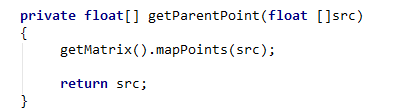 private float[] getParentPoint(float []src)
{
getMatrix().mapPoints(src);
return src;
}